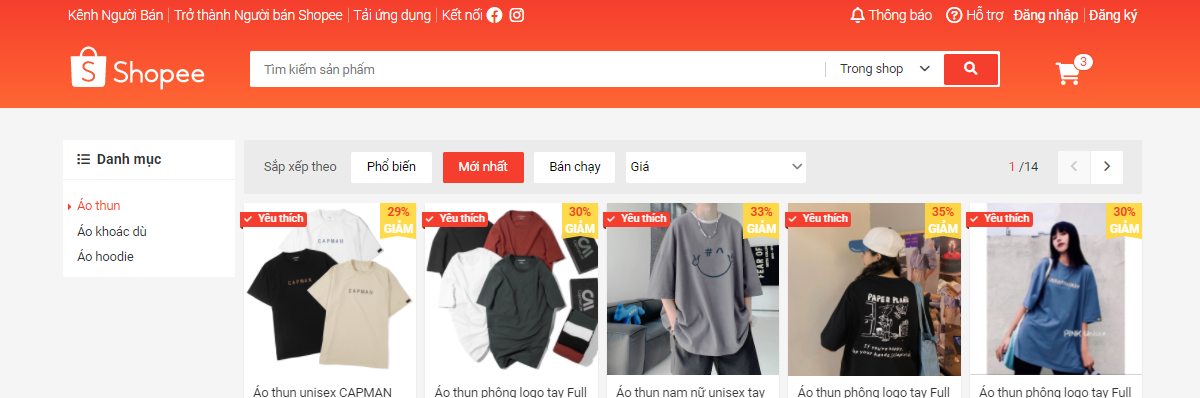 Kênh Người Bán | Trở thành Người bán Shopee | Tải ứng dụng | Kết nối
Thông báo Hỗ trợ Đăng nhập | Đăng ký
S Shopee
Tìm kiếm sản phẩm
Trong shop
3
Danh mục
Áo thun
Áo khoác dù
Áo hoodie
Sắp xếp theo Phổ biến Mới nhất Bán chạy Giá
1 /14
Yêu thích
29%
GIẢM
CAPMAN
CAPMAN
CAPMAN
Áo thun unisex CAPMAN
Yêu thích
30%
GIẢM
Áo thun phông logo tay Full
Yêu thích
33%
GIẢM
FEAR OF
Áo thun nam nữ unisex tay
Yêu thích
35%
GIẢM
PAPER PLANE
Áo thun phông logo tay Full
Yêu thích
30%
GIẢM
Áo thun phông logo tay Full